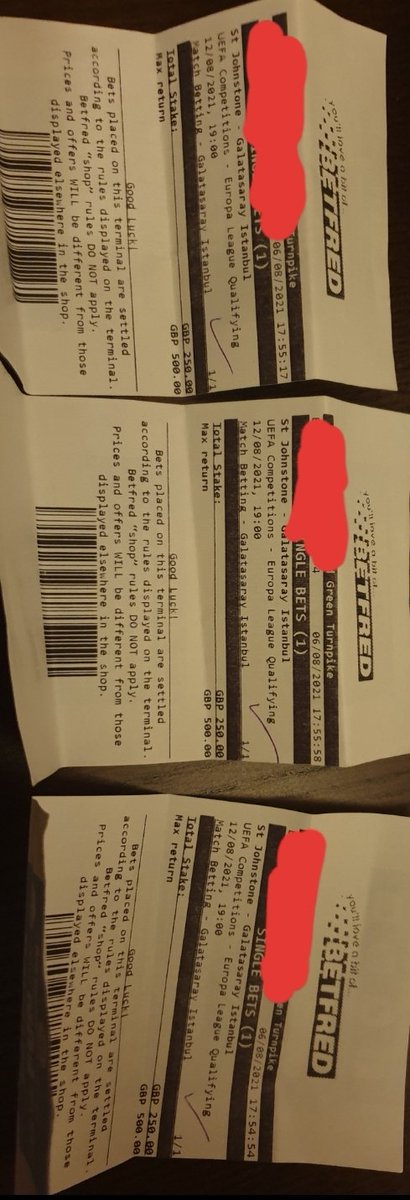 you'll love a bit of
BETFRED
urnpike
06/08/2021 17:55:17
BETS (1)
St Johnstone - Galatasaray Istanbul
UEFA Competitions - Europa League Qualifying
12/08/2021, 19:00
Match Betting - Galatasaray Istanbul 1/1
Total Stake: GBP 250.00
Max return GBP 500.00
Good Luck!
Bets placed on this terminal are settled
according to the rules displayed on the terminal.
Betfred "shop" rules DO NOT apply.
Prices and offers WILL be different from those
displayed elsewhere in the shop.
you'll love a bit of
BETFRED
Green Turnpike
4 06/08/2021 17:55:58
NGLE BETS (1)
St Johnstone - Galatasaray Istanbul
UEFA Competitions - Europa League Qualifying
12/08/2021, 19:00
Match Betting - Galatasaray Istanbul 1/1
Total Stake: GBP 250.00
Max return GBP 500.00
Good Luck!
Bets placed on this terminal are settled
according to the rules displayed on the terminal.
Betfred "shop" rules DO NOT apply.
Prices and offers WILL be different from those
displayed elsewhere in the shop.
you'll love a bit of
BETFRED
en Turnpike
06/08/2021 17:54:54
SINGLE BETS (1)
St Johnstone - Galatasaray Istanbul
UEFA Competitions - Europa League Qualifying
12/08/2021, 19:00
Match Betting - Galatasaray Istanbul 1/1
Total Stake: GBP 250.00
Max return GBP 500.00
Good Luck!
Bets placed on this terminal are settled
according to the rules displayed on the terminal.
Betfred "shop" rules DO NOT apply.
Prices and offers WILL be different from those
displayed elsewhere in the shop.